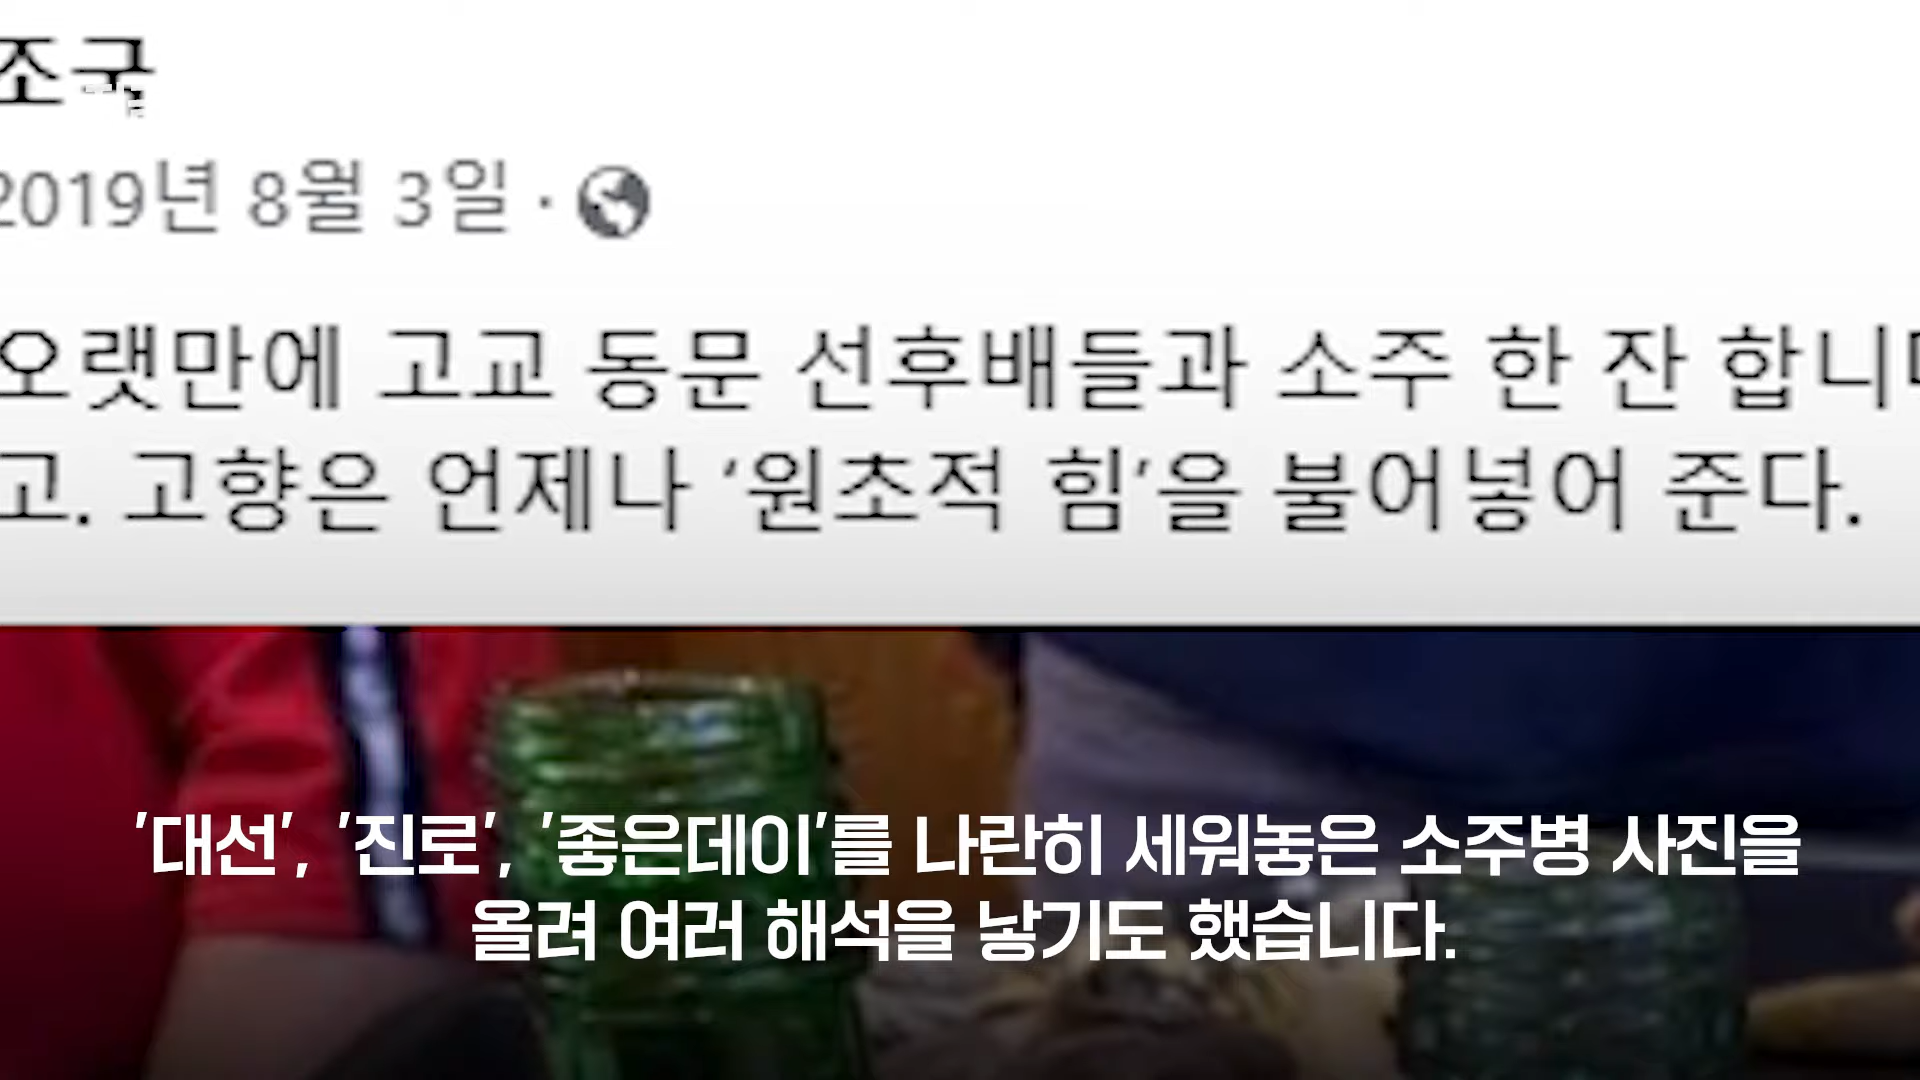 조국
2019년 8월 3일 ·
오랫만에 고교 동문 선후배들과 소주 한 잔 합니
고. 고향은 언제나 ‘원초적 힘’을 불어넣어 준다.
'대선', '진로', '좋은데이'를 나란히 세워놓은 소주병 사진을
올려 여러 해석을 낳기도 했습니다.